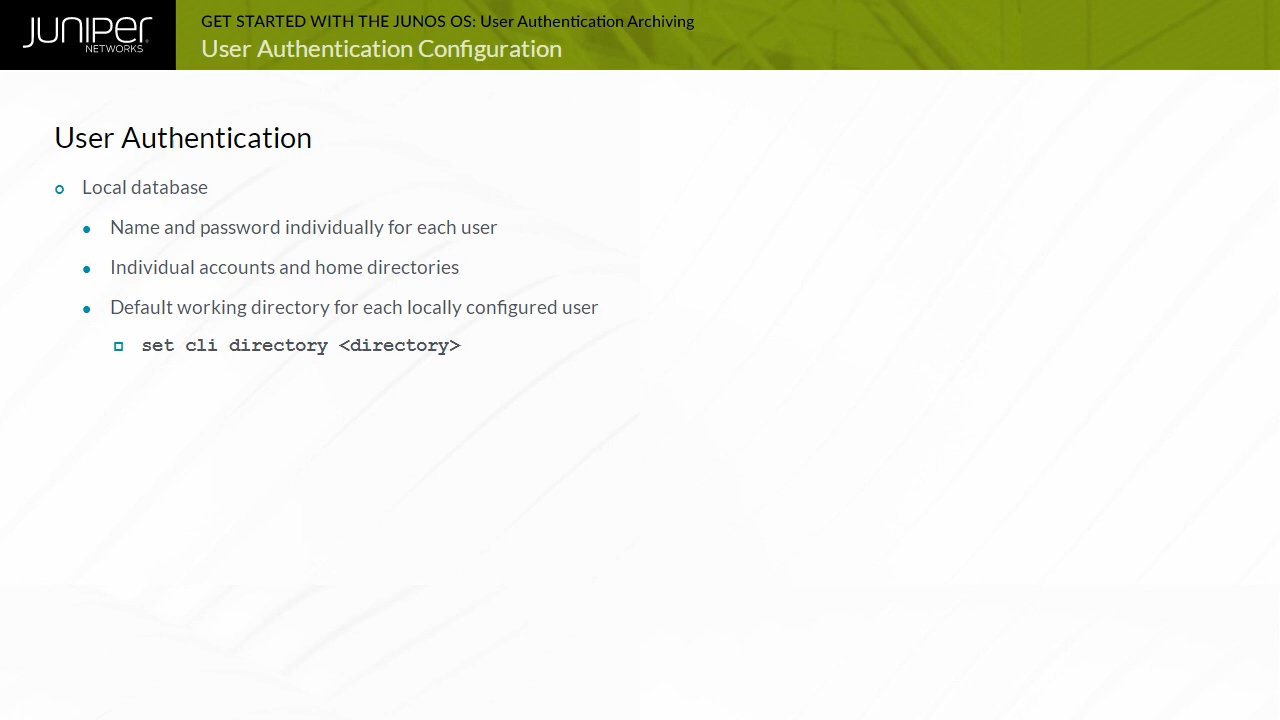 JUNIPEr
NETWORKS
GET STARTED WITH THE JUNOS OS: User Authentication Archiving
User Authentication Configuration
User Authentication
Local database
Name and password individually for each user
Individual accounts and home directories
Default working directory for each locally configured user
set cli directory <directory>